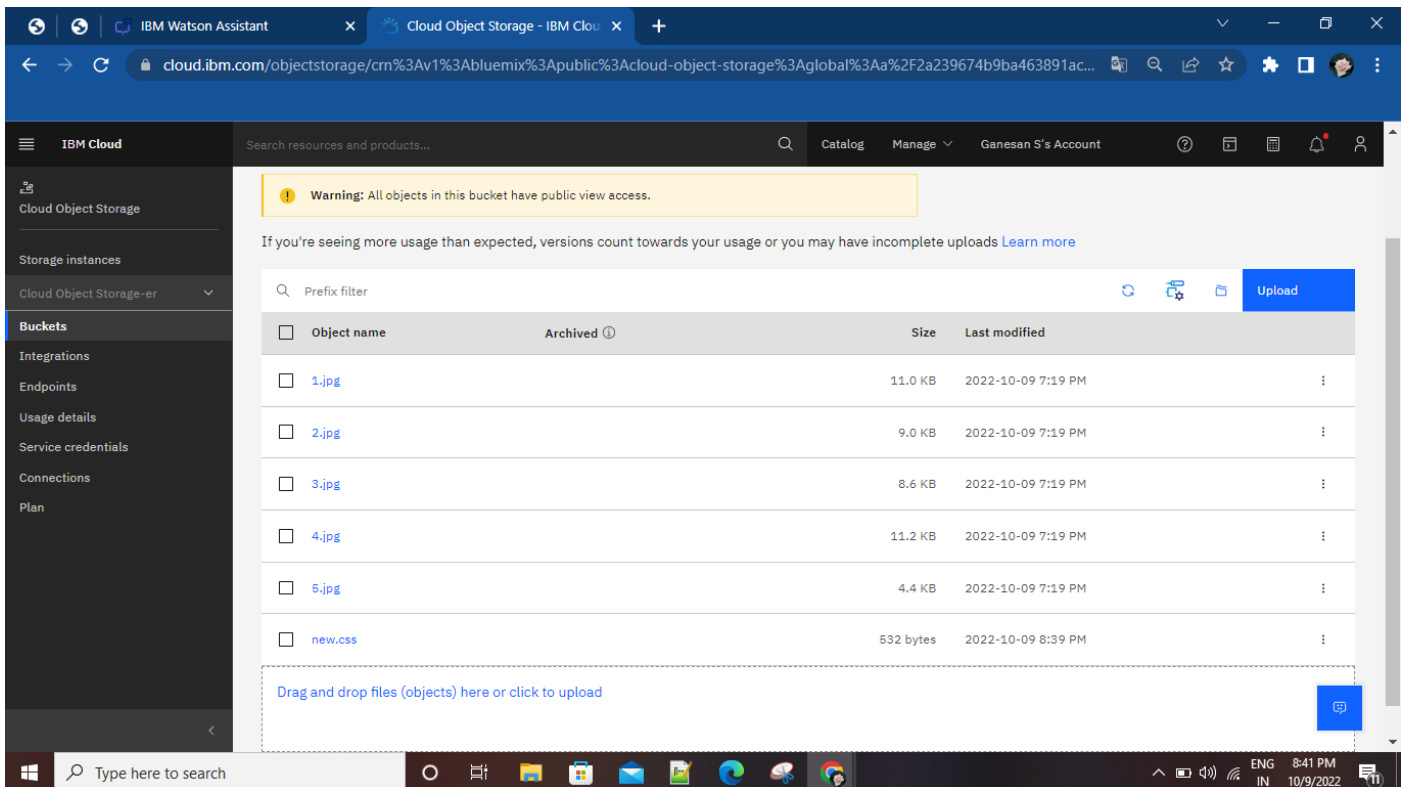 IBM Watson Assistant
Cloud Object Storage - IBM Clou
cloud.ibm.com/objectstorage/crn%3Av1%3Abluemix%3Apublic%3Acloud-object-storage%3Aglobal%3Aa%2F2a239674b9ba463891ac...
IBM Cloud
Search resources and products...
Catalog
Manage
Ganesan S's Account
Cloud Object Storage
Storage instances
Cloud Object Storage-er
Buckets
Integrations
Endpoints
Usage details
Service credentials
Connections
Plan
Warning: All objects in this bucket have public view access.
If you're seeing more usage than expected, versions count towards your usage or you may have incomplete uploads Learn more
Prefix filter
Upload
Object name Archived Size Last modified
1.jpg 11.0 KB 2022-10-09 7:19 PM
2.jpg 9.0 KB 2022-10-09 7:19 PM
3.jpg 8.6 KB 2022-10-09 7:19 PM
4.jpg 11.2 KB 2022-10-09 7:19 PM
5.jpg 4.4 KB 2022-10-09 7:19 PM
new.css 532 bytes 2022-10-09 8:39 PM
Drag and drop files (objects) here or click to upload
Type here to search
ENG 8:41 PM
IN 10/9/2022